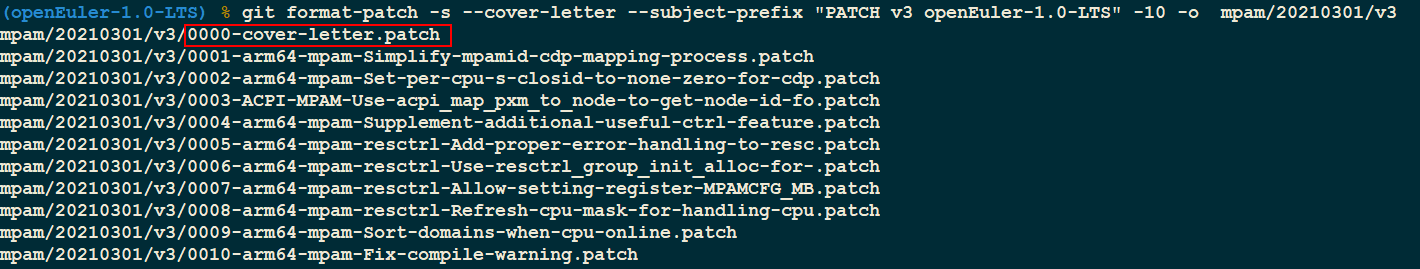 (openEuler-1.0-LTS) % git format-patch -s --cover-letter --subject-prefix "PATCH v3 openEuler-1.0-LTS" -10 -o  mpam/20210301/v3
mpam/20210301/v3/0000-cover-letter.patch
mpam/20210301/v3/0001-arm64-mpam-Simplify-mpamid-cdp-mapping-process.patch
mpam/20210301/v3/0002-arm64-mpam-Set-per-cpu-s-closid-to-none-zero-for-cdp.patch
mpam/20210301/v3/0003-ACPI-MPAM-Use-acpi_map_pxm_to_node-to-get-node-id-fo.patch
mpam/20210301/v3/0004-arm64-mpam-Supplement-additional-useful-ctrl-feature.patch
mpam/20210301/v3/0005-arm64-mpam-resctrl-Add-proper-error-handling-to-resc.patch
mpam/20210301/v3/0006-arm64-mpam-resctrl-Use-resctrl_group_init_alloc-for-.patch
mpam/20210301/v3/0007-arm64-mpam-resctrl-Allow-setting-register-MPAMCFG_MB.patch
mpam/20210301/v3/0008-arm64-mpam-resctrl-Refresh-cpu-mask-for-handling-cpu.patch
mpam/20210301/v3/0009-arm64-mpam-Sort-domains-when-cpu-online.patch
mpam/20210301/v3/0010-arm64-mpam-Fix-compile-warning.patch